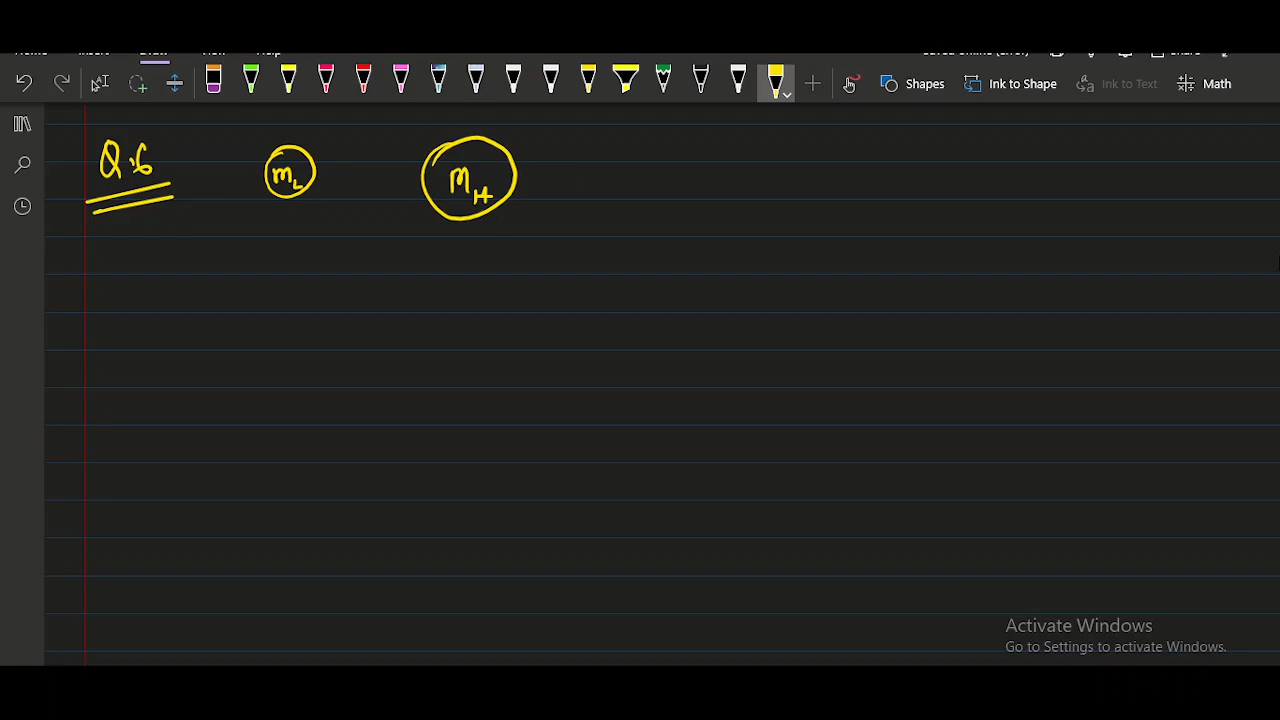 Ink to Shape
Shapes
Ink to Text
Math
Q.6
mL
MH
Activate Windows
Go to Settings to activate Windows.